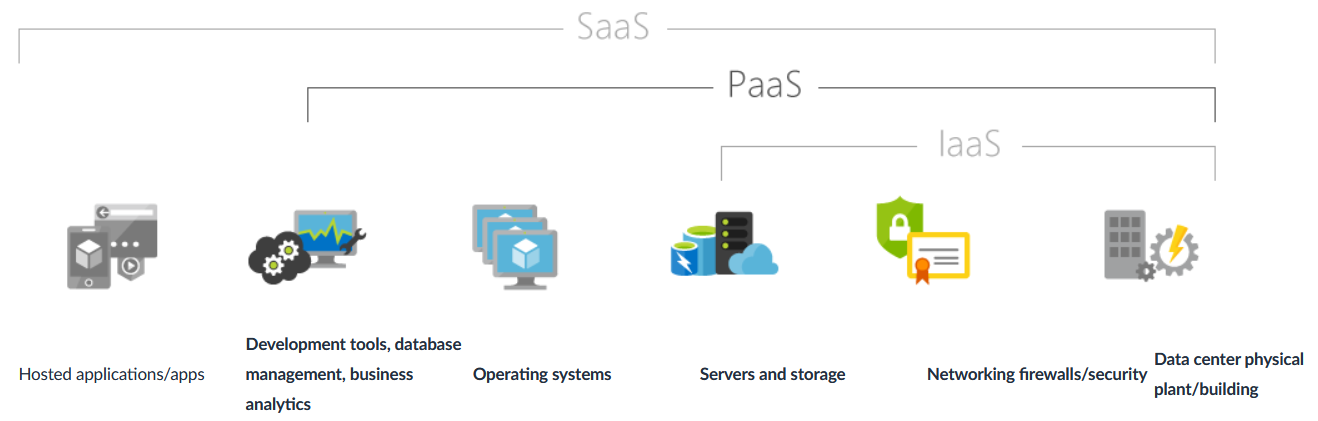 SaaS
PaaS
IaaS
Hosted applications/apps
Development tools, database
management, business
analytics
Operating systems
Servers and storage
Networking firewalls/security
Data center physical
plant/building